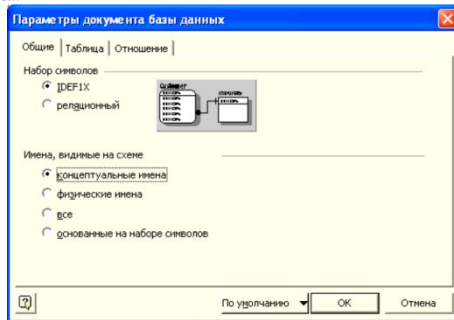 Параметры документа базы данных
Общие Таблица Отношение
Набор символов
IDEF1X
реляционный
Имена, видимые на схеме
концептуальные имена
физические имена
все
основанные на наборе символов
По умолчанию OK Отмена